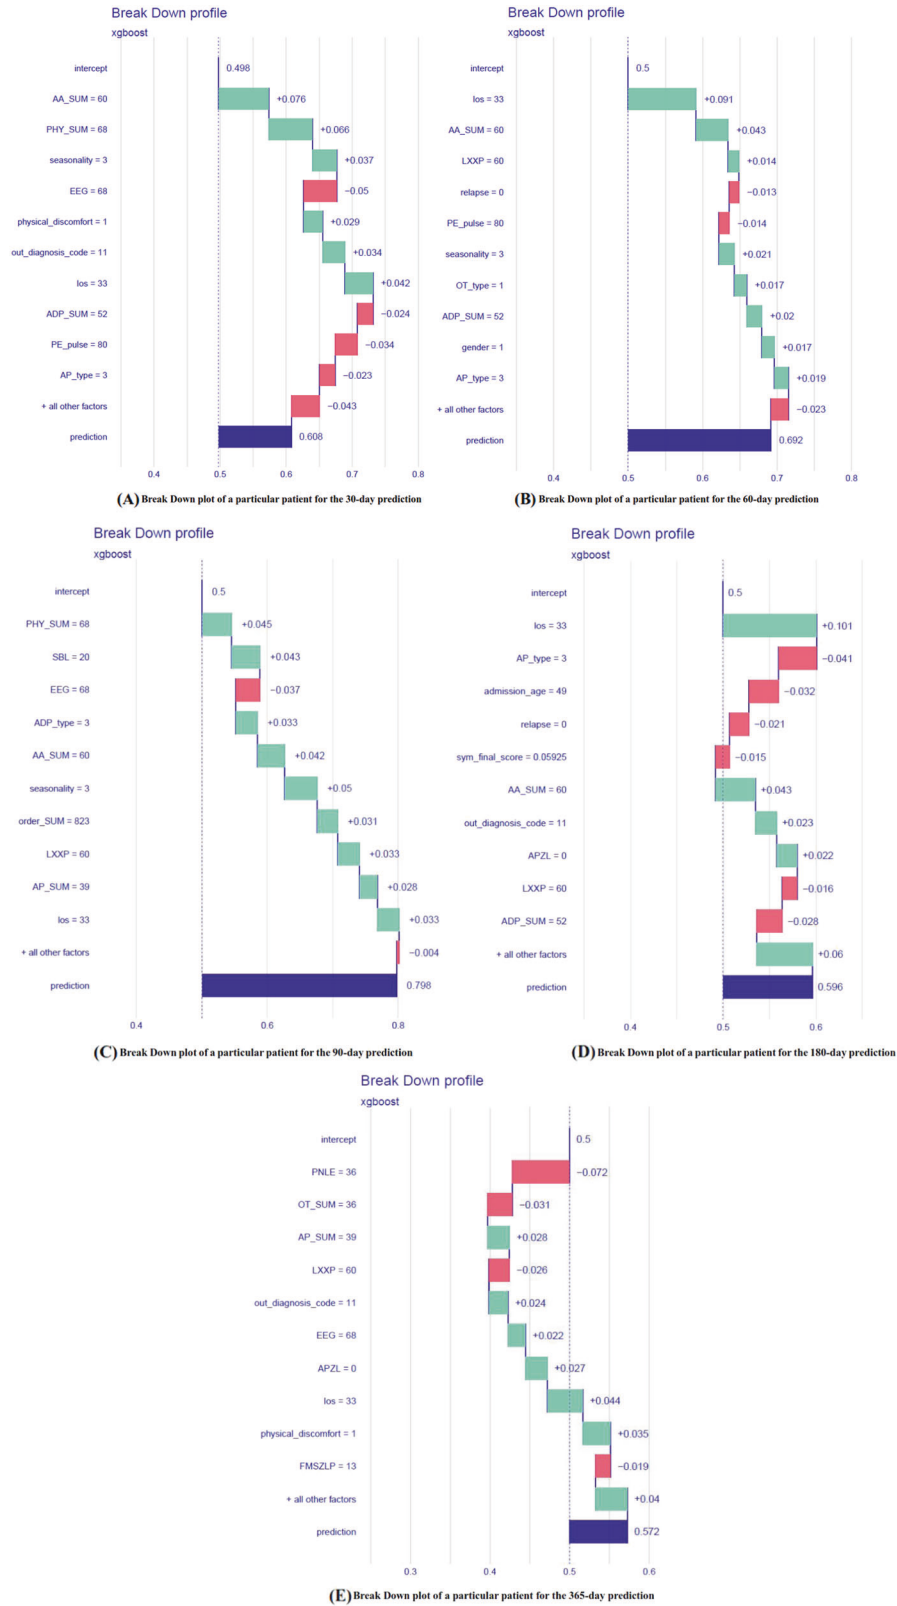 Break Down profile
xgboost
intercept 0.498
AA_SUM = 60 +0.076
PHY_SUM = 68 +0.066
seasonality = 3 +0.037
EEG = 68 −0.05
physical_discomfort = 1 +0.029
out_diagnosis_code = 11 +0.034
los = 33 +0.042
ADP_SUM = 52 −0.024
PE_pulse = 80 −0.034
AP_type = 3 −0.023
+ all other factors −0.043
prediction 0.608
0.4 0.5 0.6 0.7 0.8
(A) Break Down plot of a particular patient for the 30-day prediction
Break Down profile
xgboost
intercept 0.5
los = 33 +0.091
AA_SUM = 60 +0.043
LXXP = 60 +0.014
relapse = 0 −0.013
PE_pulse = 80 −0.014
seasonality = 3 +0.021
OT_type = 1 +0.017
ADP_SUM = 52 +0.02
gender = 1 +0.017
AP_type = 3 +0.019
+ all other factors −0.023
prediction 0.692
0.4 0.5 0.6 0.7 0.8
(B) Break Down plot of a particular patient for the 60-day prediction
Break Down profile
xgboost
intercept 0.5
PHY_SUM = 68 +0.045
SBL = 20 +0.043
EEG = 68 −0.037
ADP_type = 3 +0.033
AA_SUM = 60 +0.042
seasonality = 3 +0.05
order_SUM = 823 +0.031
LXXP = 60 +0.033
AP_SUM = 39 +0.028
los = 33 +0.033
+ all other factors −0.004
prediction 0.798
0.4 0.6 0.8
(C) Break Down plot of a particular patient for the 90-day prediction
Break Down profile
xgboost
intercept 0.5
los = 33 +0.101
AP_type = 3 −0.041
admission_age = 49 −0.032
relapse = 0 −0.021
sym_final_score = 0.05925 −0.015
AA_SUM = 60 +0.043
out_diagnosis_code = 11 +0.023
APZL = 0 +0.022
LXXP = 60 −0.016
ADP_SUM = 52 −0.028
+ all other factors +0.06
prediction 0.596
0.4 0.5 0.6
(D) Break Down plot of a particular patient for the 180-day prediction
Break Down profile
xgboost
intercept 0.5
PNLE = 36 −0.072
OT_SUM = 36 −0.031
AP_SUM = 39 +0.028
LXXP = 60 −0.026
out_diagnosis_code = 11 +0.024
EEG = 68 +0.022
APZL = 0 +0.027
los = 33 +0.044
physical_discomfort = 1 +0.035
FMSZLP = 13 −0.019
+ all other factors +0.04
prediction 0.572
0.3 0.4 0.5 0.6
(E) Break Down plot of a particular patient for the 365-day prediction